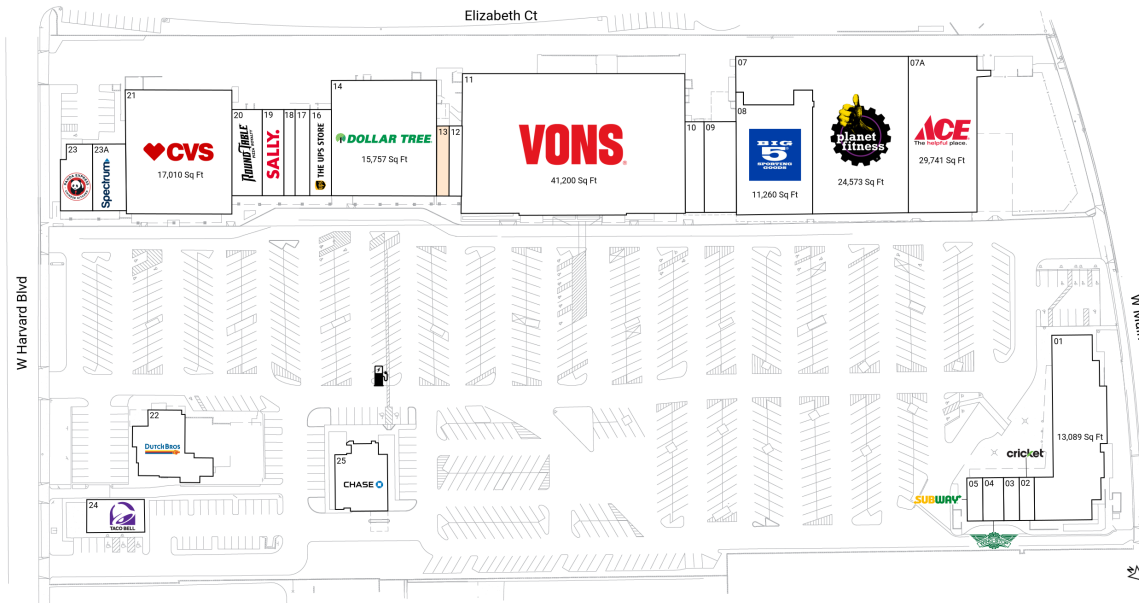 Elizabeth Ct
W Harvard Blvd
21
CVS
17,010 Sq Ft
23
PANDA EXPRESS
23A
Spectrum
20
ROUND TABLE
PIZZA ROYALTY
19
SALLY.
18
17
16
THE UPS STORE
14
DOLLAR TREE
15,757 Sq Ft
13
12
11
VONS
41,200 Sq Ft
10
09
07
08
BIG
5
SPORTING
GOODS
11,260 Sq Ft
planet
fitness
24,573 Sq Ft
07A
ACE
The helpful place.
29,741 Sq Ft
01
13,089 Sq Ft
cricket
05
04
03
02
SUBWAY
22
DUTCH BROS
25
CHASE
24
TACO BELL
N